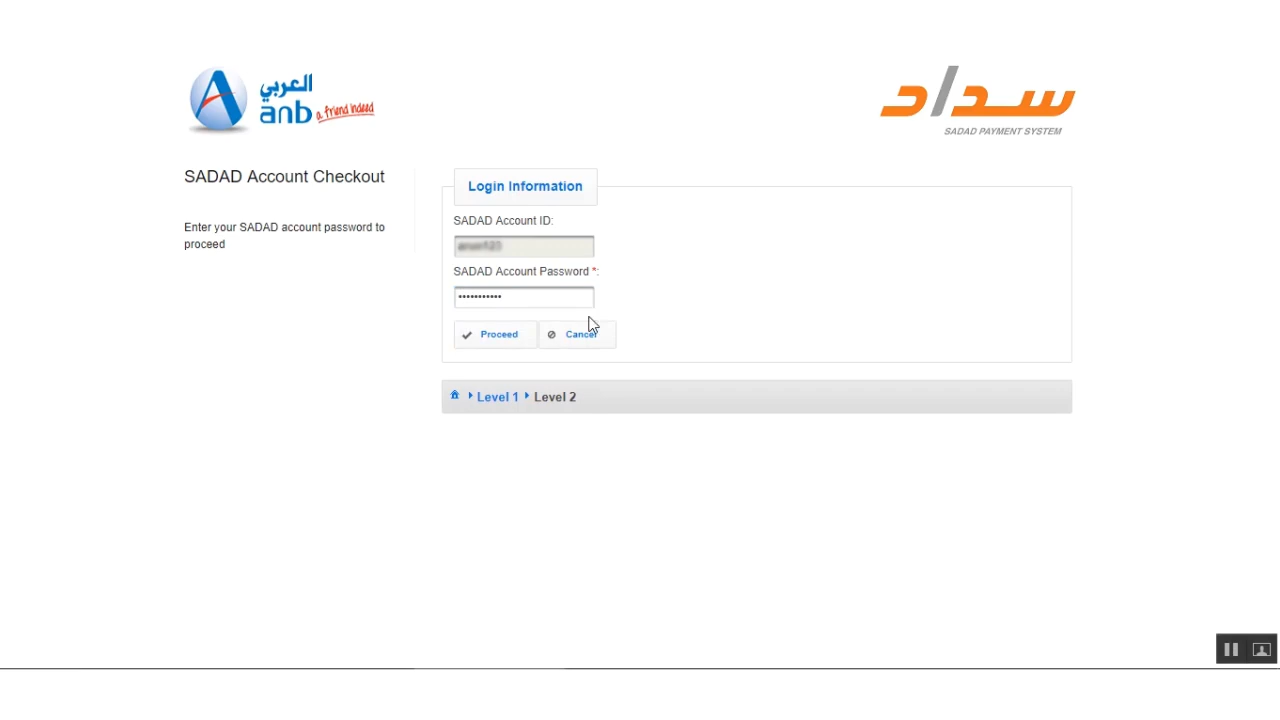 العربي
anb a friend indeed
سداد
SADAD PAYMENT SYSTEM
SADAD Account Checkout
Enter your SADAD account password to
proceed
Login Information
SADAD Account ID:
SADAD Account Password *:
•••••••••••
Proceed
Cancel
Level 1
Level 2